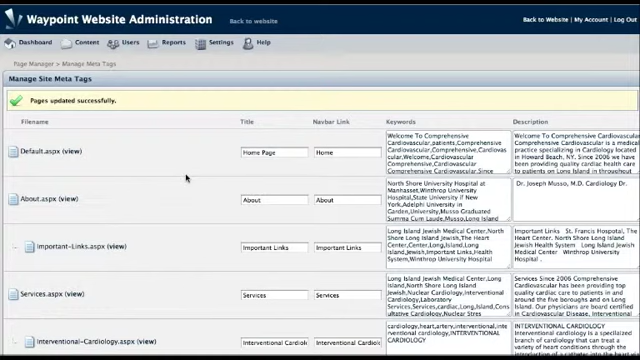 Waypoint Website Administration
Back to website
Back to Website | My Account | Log Out
Dashboard
Content
Users
Reports
Settings
Help
Page Manager > Manage Meta Tags
Manage Site Meta Tags
Pages updated successfully.
Filename
Title
Navbar Link
Keywords
Description
Default.aspx (view)
Home Page
Home
Welcome To Comprehensive
Cardiovascular,patients,Comprehensive
Cardiovascular,Comprehensive,Cardiovas
cular,Welcome,Cardiovascular
Comprehensive Cardiovascular,Since
Welcome To Comprehensive Cardiovascular
Comprehensive Cardiovascular is a medical
practice specializing in Cardiology located in
Howard Beach, NY. Since 2006 we have
been providing quality cardiac health care
to patients on Long Island in throughout
About.aspx (view)
About
About
North Shore University Hospital at
Manhasset,Winthrop University
Hospital,State University if New
York,Adelphi University in
Garden,University,Musso Graduated
Summa Cum Laude,Musso,Long Island
Dr. Joseph Musso, M.D. Cardiology Dr.
Important-Links.aspx (view)
Important Links
Important Links
Long Island Jewish Medical Center,North
Shore Long Island Jewish,The Heart
Center,Center,Long Island,Long
Island,Jewish,Island Jewish,Health
System,Winthrop University Hospital
Important Links St. Francis Hospital, The
Heart Center, North Shore Long Island
Jewish Health System Long Island Jewish
Medical Center Winthrop University
Hospital .
Services.aspx (view)
Services
Services
Long Island Jewish Medical Center,Long
Island Jewish,Nuclear Cardiology,Interventional
Cardiology,Laboratory
Services,Services,cardiac,Long Island,Cons
ultative Cardiology,Nuclear Stres
Services Since 2006 Comprehensive
Cardiovascular has been providing top
quality cardiac care to patients in and
around the five boroughs and on Long
Island. Our physicians are board certified
in Cardiovascular Disease, Interventional
Interventional-Cardiology.aspx (view)
Interventional Cardiolo
Interventional Cardiolo
cardiology,heart,artery,interventional,inte
rventional cardiology,INTERVENTIONAL
CARDIOLOGY
INTERVENTIONAL CARDIOLOGY
Interventional cardiology is a specialized
branch of cardiology that can treat a
variety of heart conditions through the